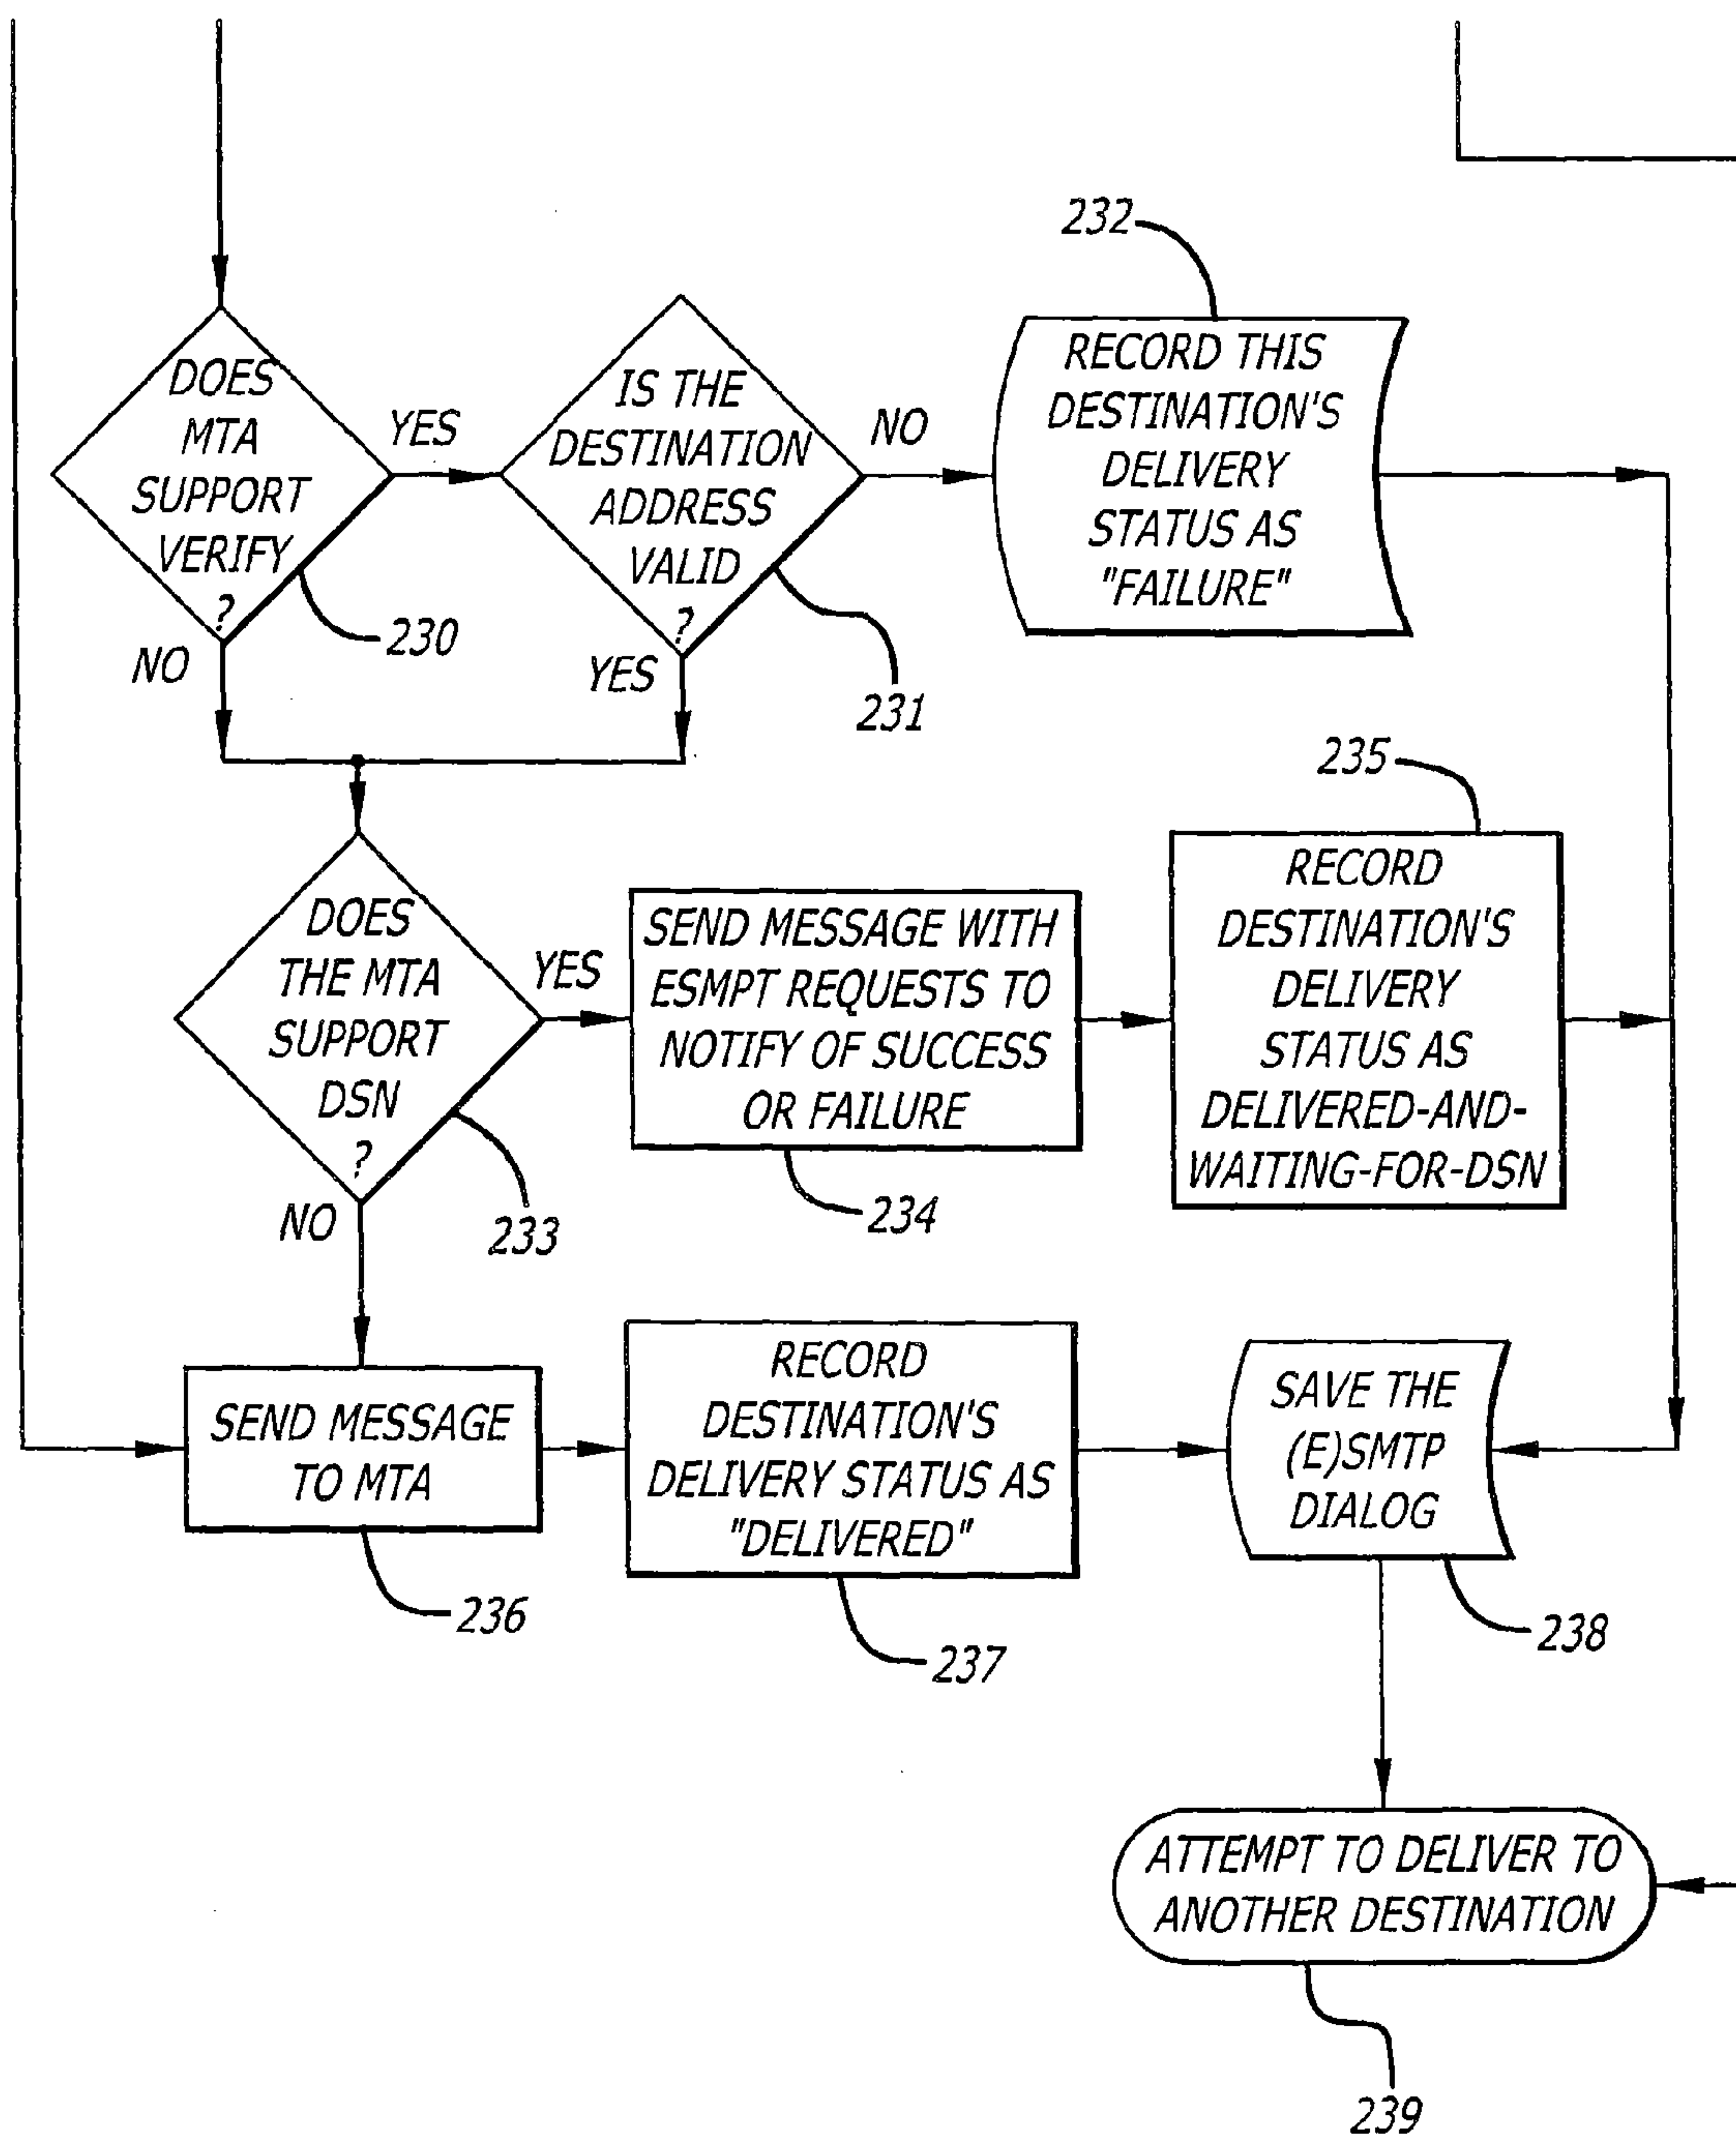 232
DOES
MTA
SUPPORT
VERIFY
?
230
YES
NO
IS THE
DESTINATION
ADDRESS
VALID
?
231
NO
YES
RECORD THIS
DESTINATION'S
DELIVERY
STATUS AS
"FAILURE"
235
DOES
THE MTA
SUPPORT
DSN
?
233
YES
NO
SEND MESSAGE WITH
ESMPT REQUESTS TO
NOTIFY OF SUCCESS
OR FAILURE
234
RECORD
DESTINATION'S
DELIVERY
STATUS AS
DELIVERED-AND-
WAITING-FOR-DSN
SEND MESSAGE
TO MTA
236
RECORD
DESTINATION'S
DELIVERY STATUS AS
"DELIVERED"
237
SAVE THE
(E)SMTP
DIALOG
238
ATTEMPT TO DELIVER TO
ANOTHER DESTINATION
239